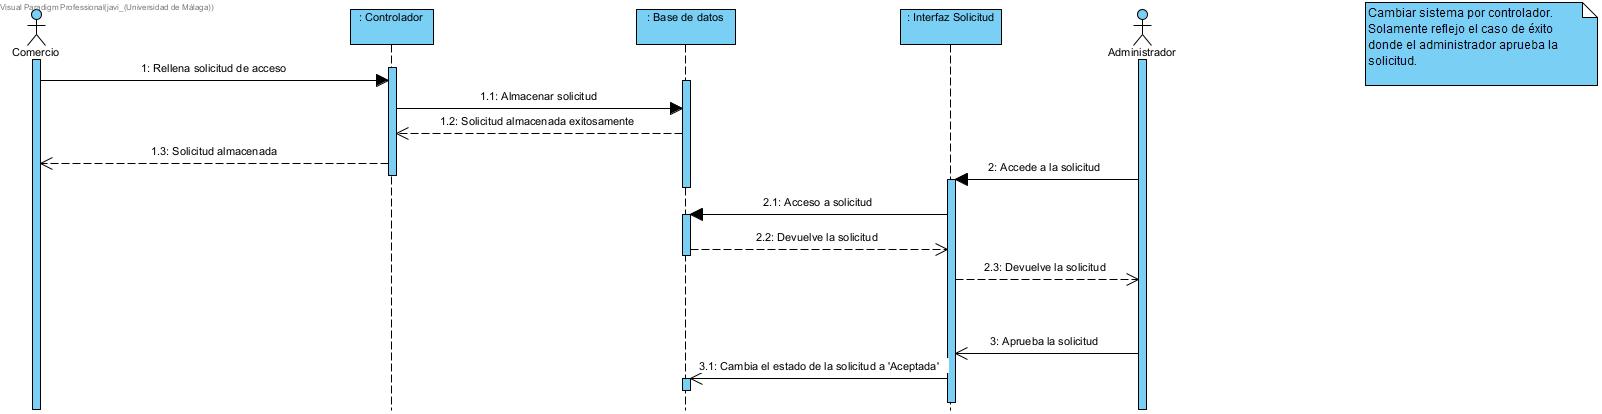 Visual Paradigm Professional(javi_(Universidad de Málaga))
Comercio
: Controlador
: Base de datos
: Interfaz Solicitud
Administrador
Cambiar sistema por controlador.
Solamente reflejo el caso de éxito
donde el administrador aprueba la
solicitud.
1: Rellena solicitud de acceso
1.1: Almacenar solicitud
1.2: Solicitud almacenada exitosamente
1.3: Solicitud almacenada
2: Accede a la solicitud
2.1: Acceso a solicitud
2.2: Devuelve la solicitud
2.3: Devuelve la solicitud
3: Aprueba la solicitud
3.1: Cambia el estado de la solicitud a 'Aceptada'